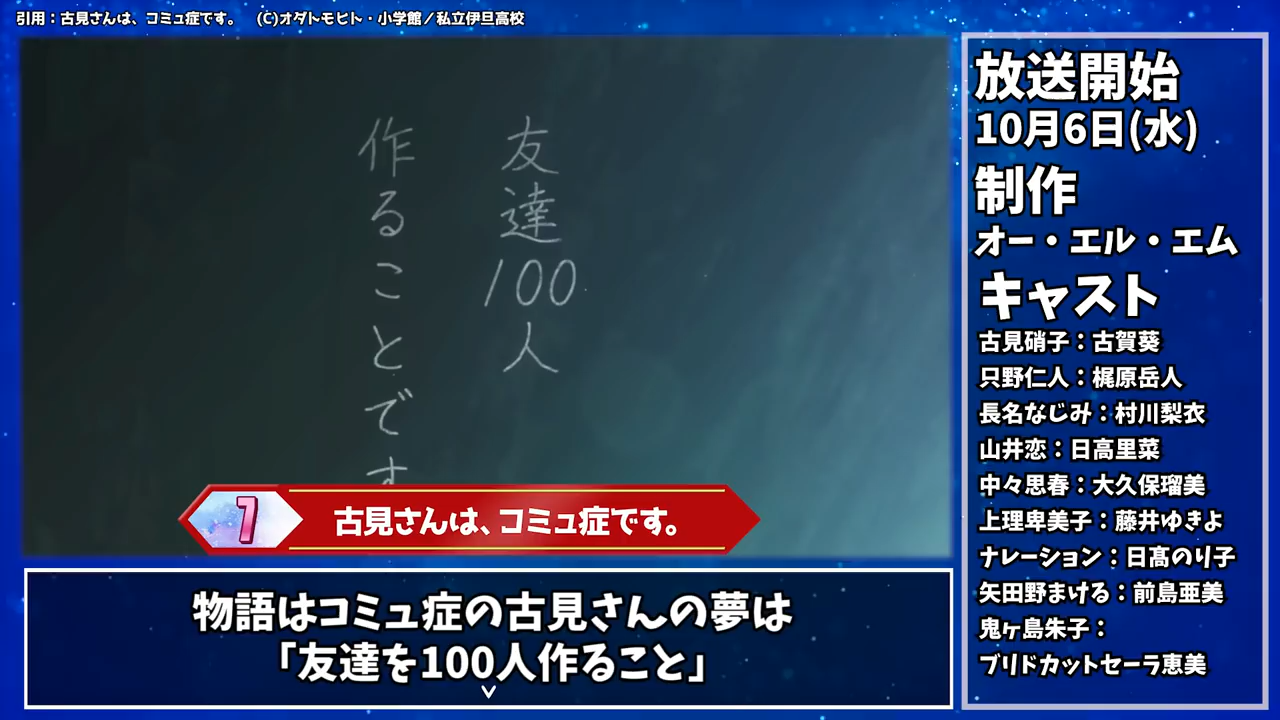 引用：古見さんは、コミュ症です。　(C)オダトモヒト・小学館／私立伊旦高校
友達100人
作ることです
7
古見さんは、コミュ症です。
物語はコミュ症の古見さんの夢は
「友達を100人作ること」
放送開始
10月6日(水)
制作
オー・エル・エム
キャスト
古見硝子：古賀葵
只野仁人：梶原岳人
長名なじみ：村川梨衣
山井恋：日高里菜
中々思春：大久保瑠美
上理卑美子：藤井ゆきよ
ナレーション：日髙のり子
矢田野まける：前島亜美
鬼ヶ島朱子：
ブリドカットセーラ恵美